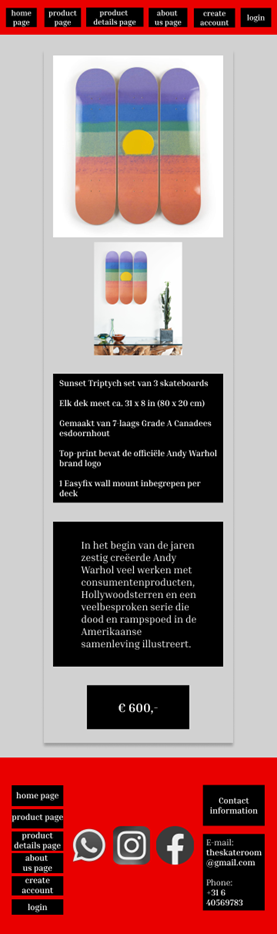 home
page
product
page
product
details page
about
us page
create
account
login
Sunset Triptych set van 3 skateboards
Elk dek meet ca. 31 x 8 in (80 x 20 cm)
Gemaakt van 7-laags Grade A Canadees
esdoornhout
Top-print bevat de officiële Andy Warhol
brand logo
1 Easyfix wall mount inbegrepen per
deck
In het begin van de jaren
zestig creëerde Andy
Warhol veel werken met
consumentenproducten,
Hollywoodsterren en een
veelbesproken serie die
dood en rampspoed in de
Amerikaanse
samenleving illustreert.
€ 600,-
home page
product page
product
details page
about
us page
create
account
login
Contact
information
E-mail:
theskateroom
@gmail.com
Phone:
+31 6
40569783